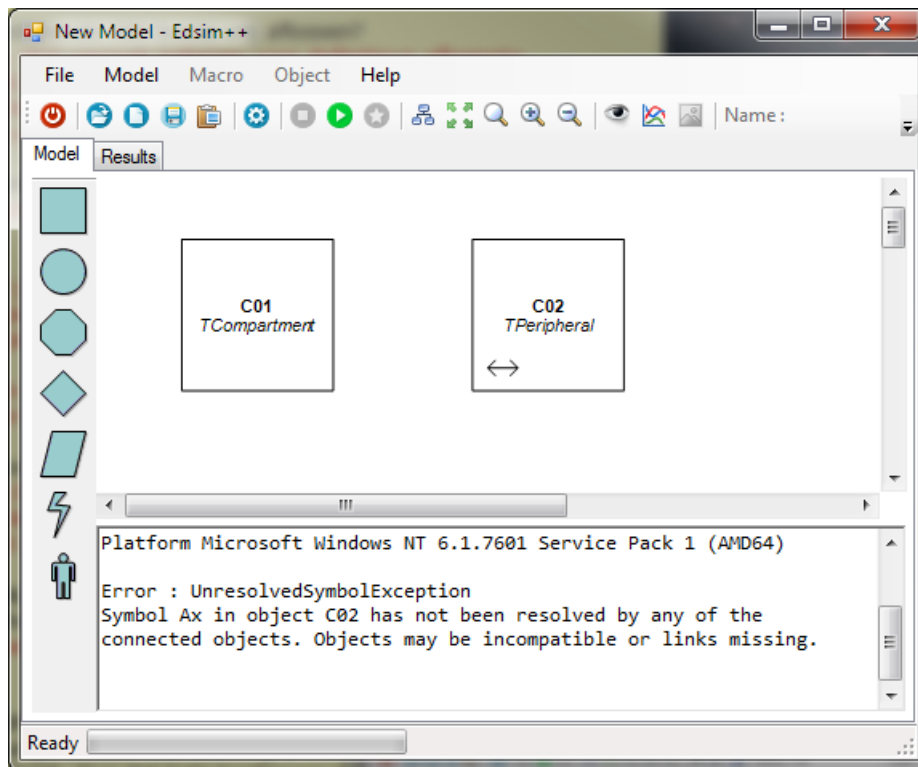 New Model - Edsim++
File Model Macro Object Help
Name:
Model Results
C01
TCompartment
C02
TPeripheral
Platform Microsoft Windows NT 6.1.7601 Service Pack 1 (AMD64)
Error : UnresolvedSymbolException
Symbol Ax in object C02 has not been resolved by any of the
connected objects. Objects may be incompatible or links missing.
Ready